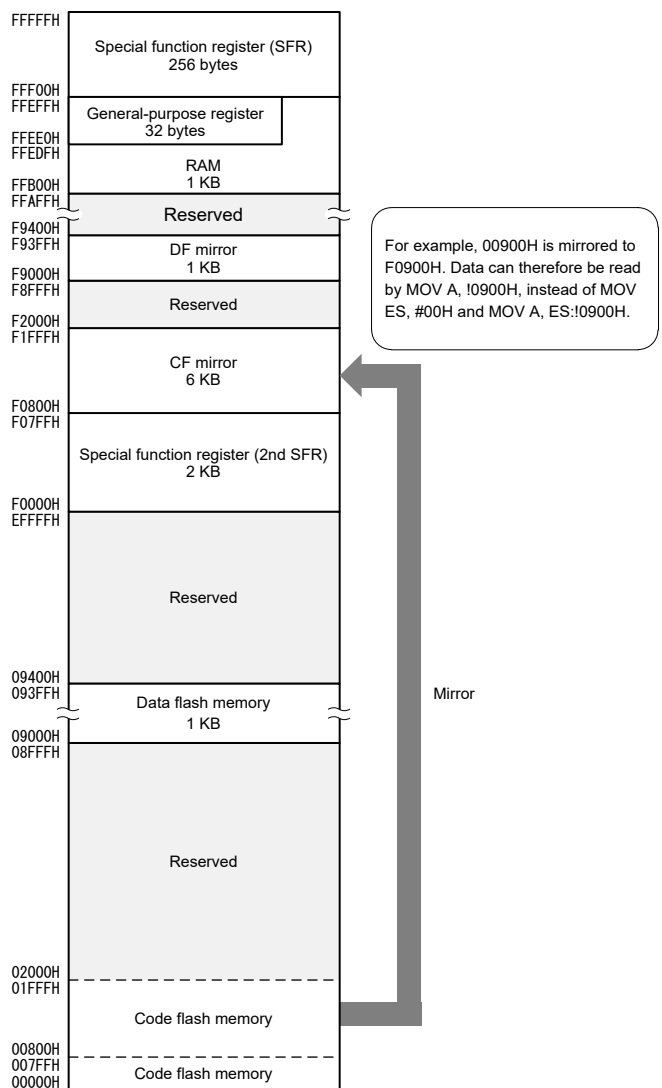 FFFFFH
Special function register (SFR)
256 bytes
FFF00H
FFEFFH
General-purpose register
32 bytes
FFEE0H
FFEDFH
RAM
1 KB
FFB00H
FFAFFH
Reserved
F9400H
F93FFH
DF mirror
1 KB
F9000H
F8FFFH
Reserved
F2000H
F1FFFH
CF mirror
6 KB
F0800H
F07FFH
Special function register (2nd SFR)
2 KB
F0000H
EFFFFH
Reserved
09400H
093FFH
Data flash memory
1 KB
09000H
08FFFH
Reserved
02000H
01FFFH
Code flash memory
00800H
007FFH
Code flash memory
00000H
For example, 00900H is mirrored to
F0900H. Data can therefore be read
by MOV A, !0900H, instead of MOV
ES, #00H and MOV A, ES:!0900H.
Mirror